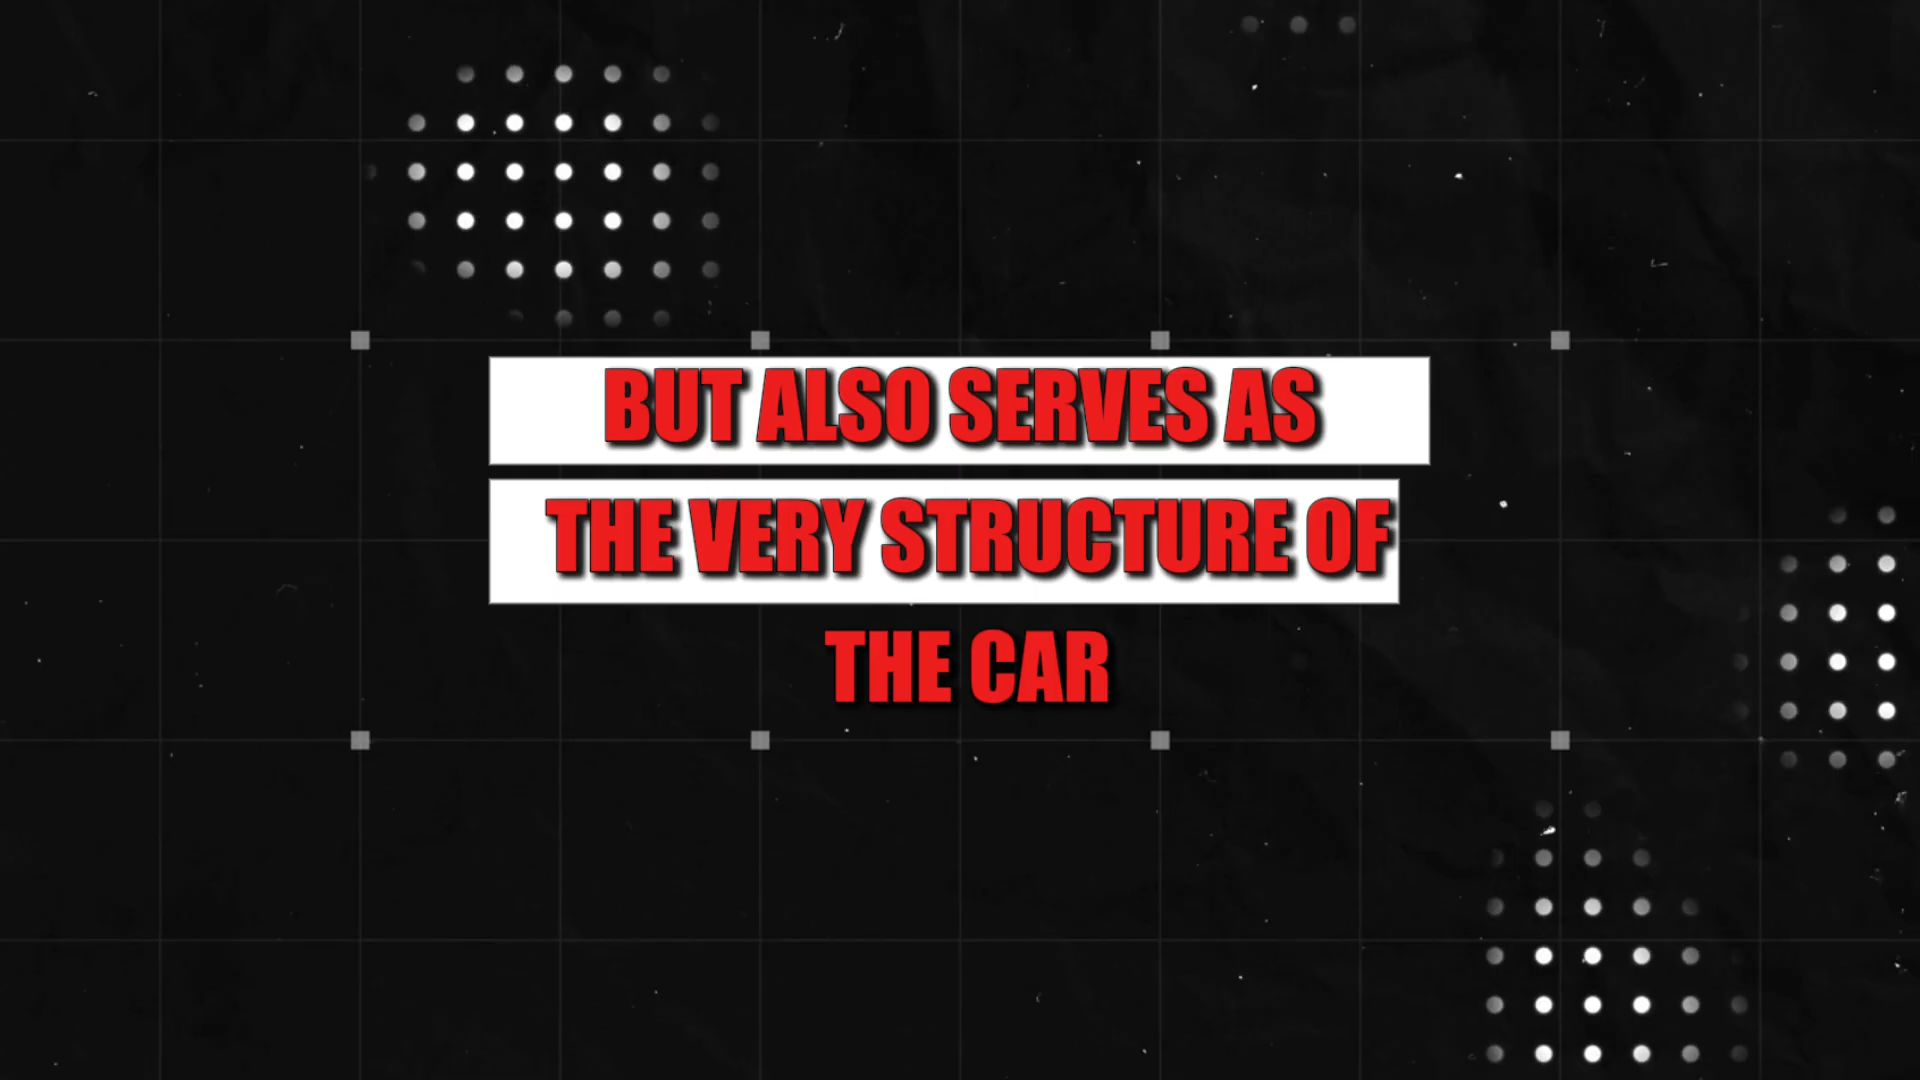 BUT ALSO SERVES AS
THE VERY STRUCTURE OF
THE CAR